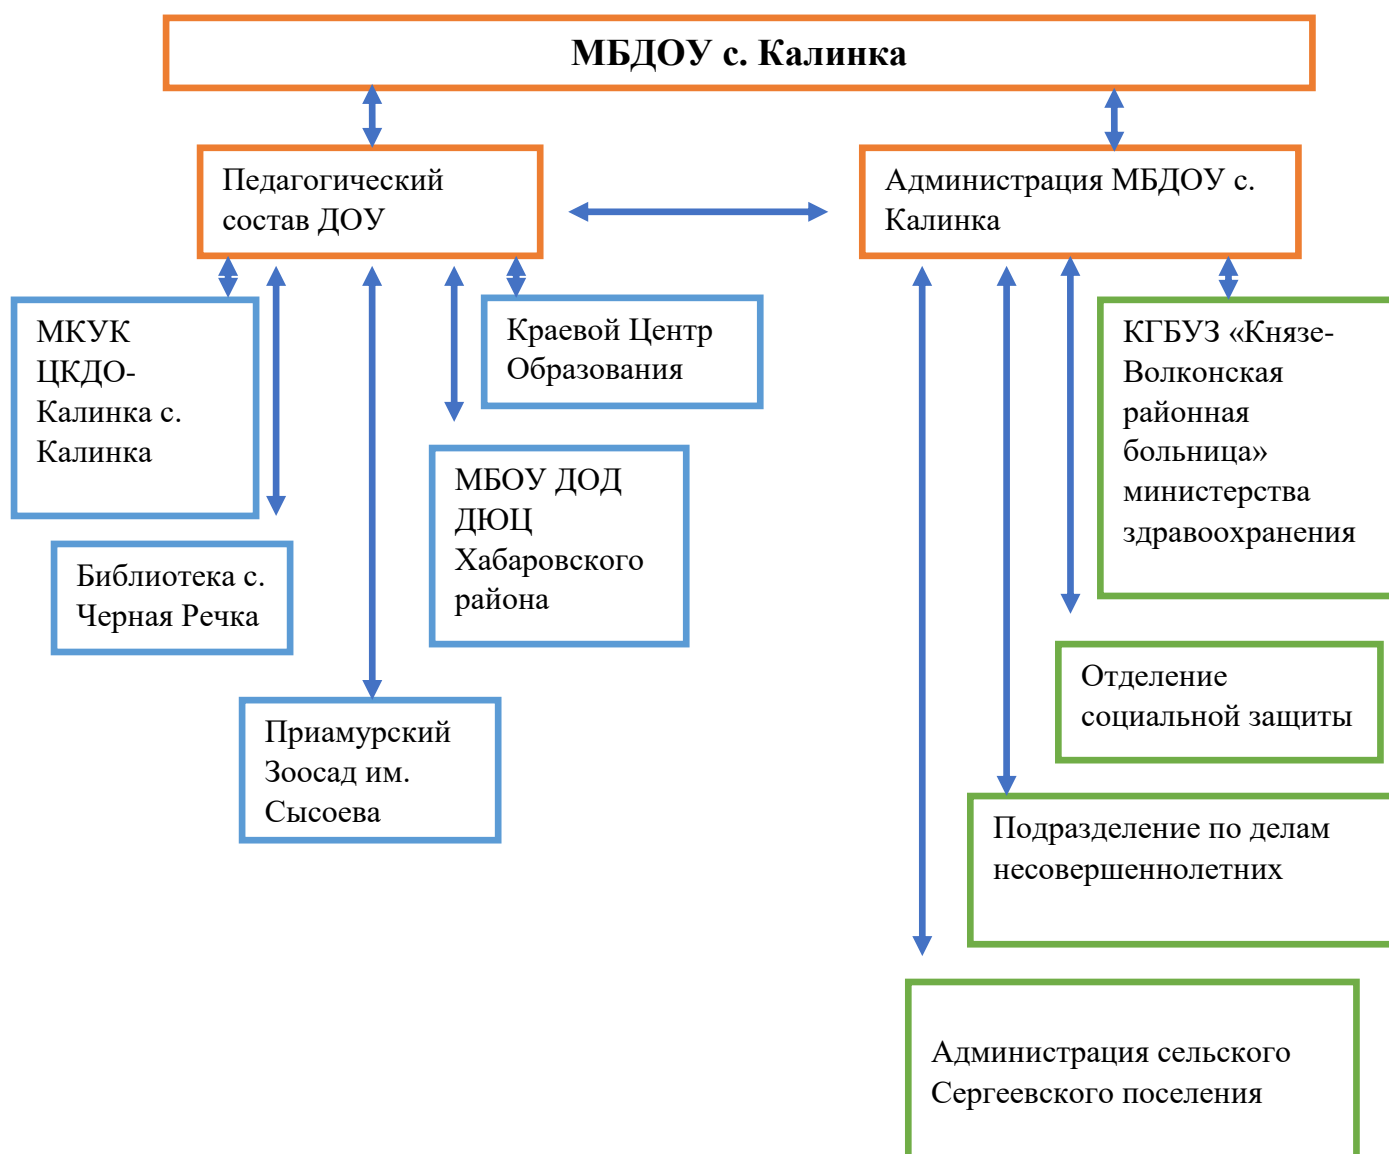 МБДОУ с. Калинка
Педагогический
состав ДОУ
Администрация МБДОУ с.
Калинка
МКУК
ЦКДО-
Калинка с.
Калинка
Краевой Центр
Образования
КГБУЗ «Князе-
Волконская
районная
больница»
министерства
здравоохранения
МБОУ ДОД
ДЮЦ
Хабаровского
района
Библиотека с.
Черная Речка
Отделение
социальной защиты
Приамурский
Зоосад им.
Сысоева
Подразделение по делам
несовершеннолетних
Администрация сельского
Сергеевского поселения